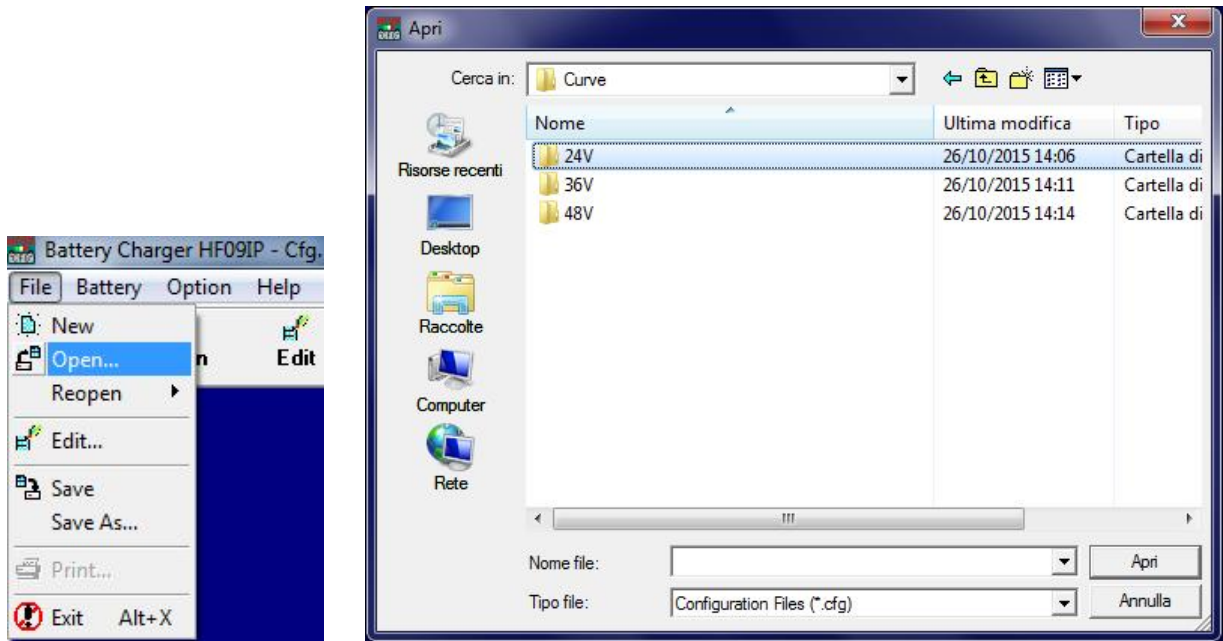 Battery Charger HF09IP - Cfg.
File Battery Option Help
New
Open...
n Edit
Reopen
Edit...
Save
Save As...
Print...
Exit Alt+X
Apri
Cerca in: Curve
Nome Ultima modifica Tipo
24V 26/10/2015 14:06 Cartella di
36V 26/10/2015 14:11 Cartella di
48V 26/10/2015 14:14 Cartella di
Risorse recenti
Desktop
Raccolte
Computer
Rete
Nome file: Apri
Tipo file: Configuration Files (*.cfg) Annulla